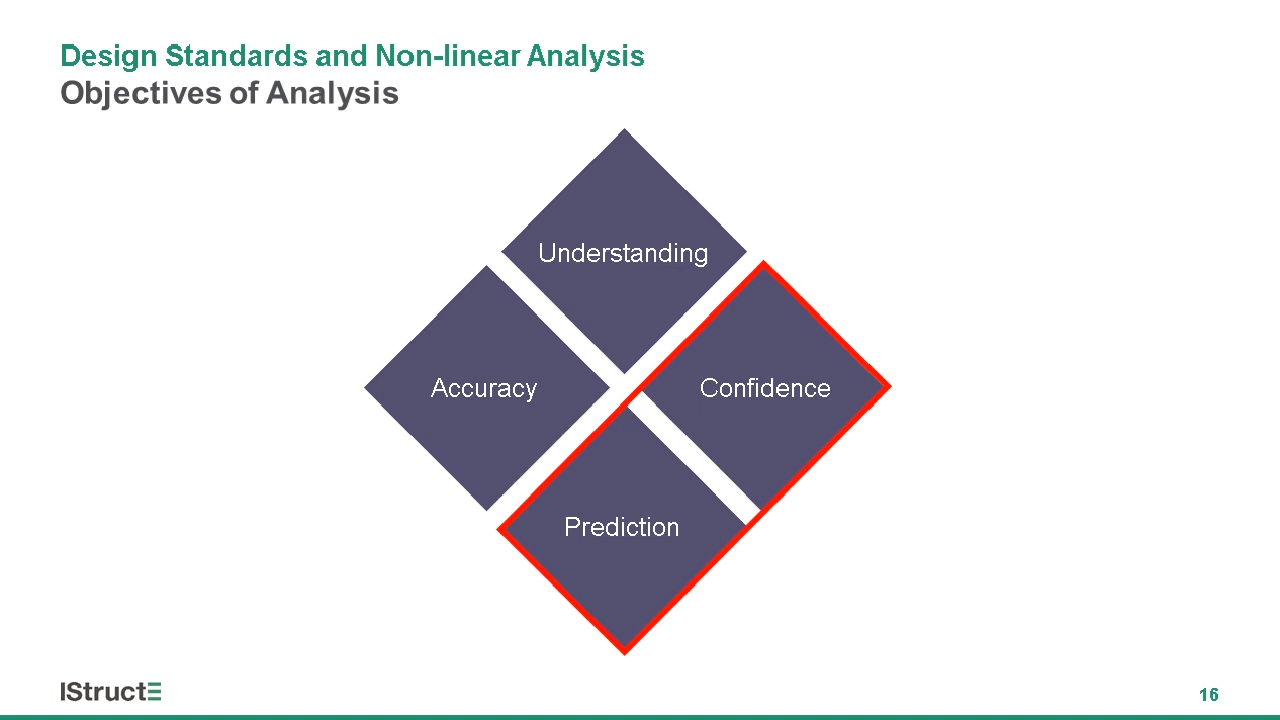 Design Standards and Non-linear Analysis
Objectives of Analysis
Understanding
Accuracy
Confidence
Prediction
IStructE
16